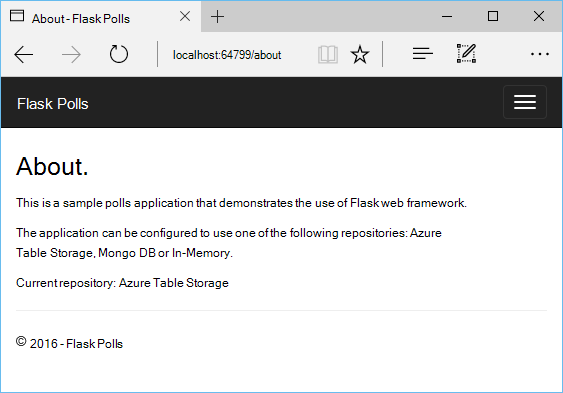 About - Flask Polls
localhost:64799/about
Flask Polls
About.
This is a sample polls application that demonstrates the use of Flask web framework.
The application can be configured to use one of the following repositories: Azure
Table Storage, Mongo DB or In-Memory.
Current repository: Azure Table Storage
© 2016 - Flask Polls